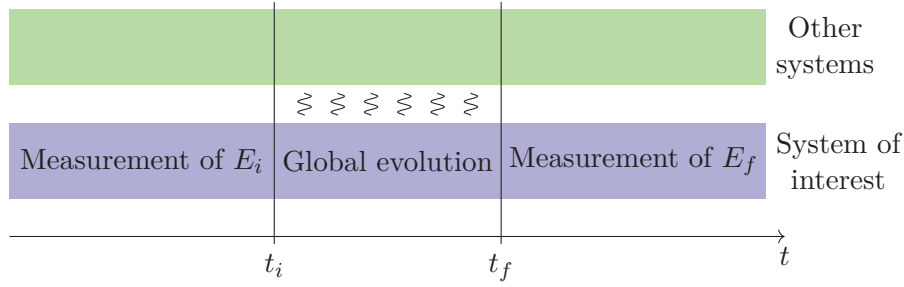 Other
systems
Measurement of $E_i$
Global evolution
Measurement of $E_f$
System of
interest
$t_i$
$t_f$
$t$